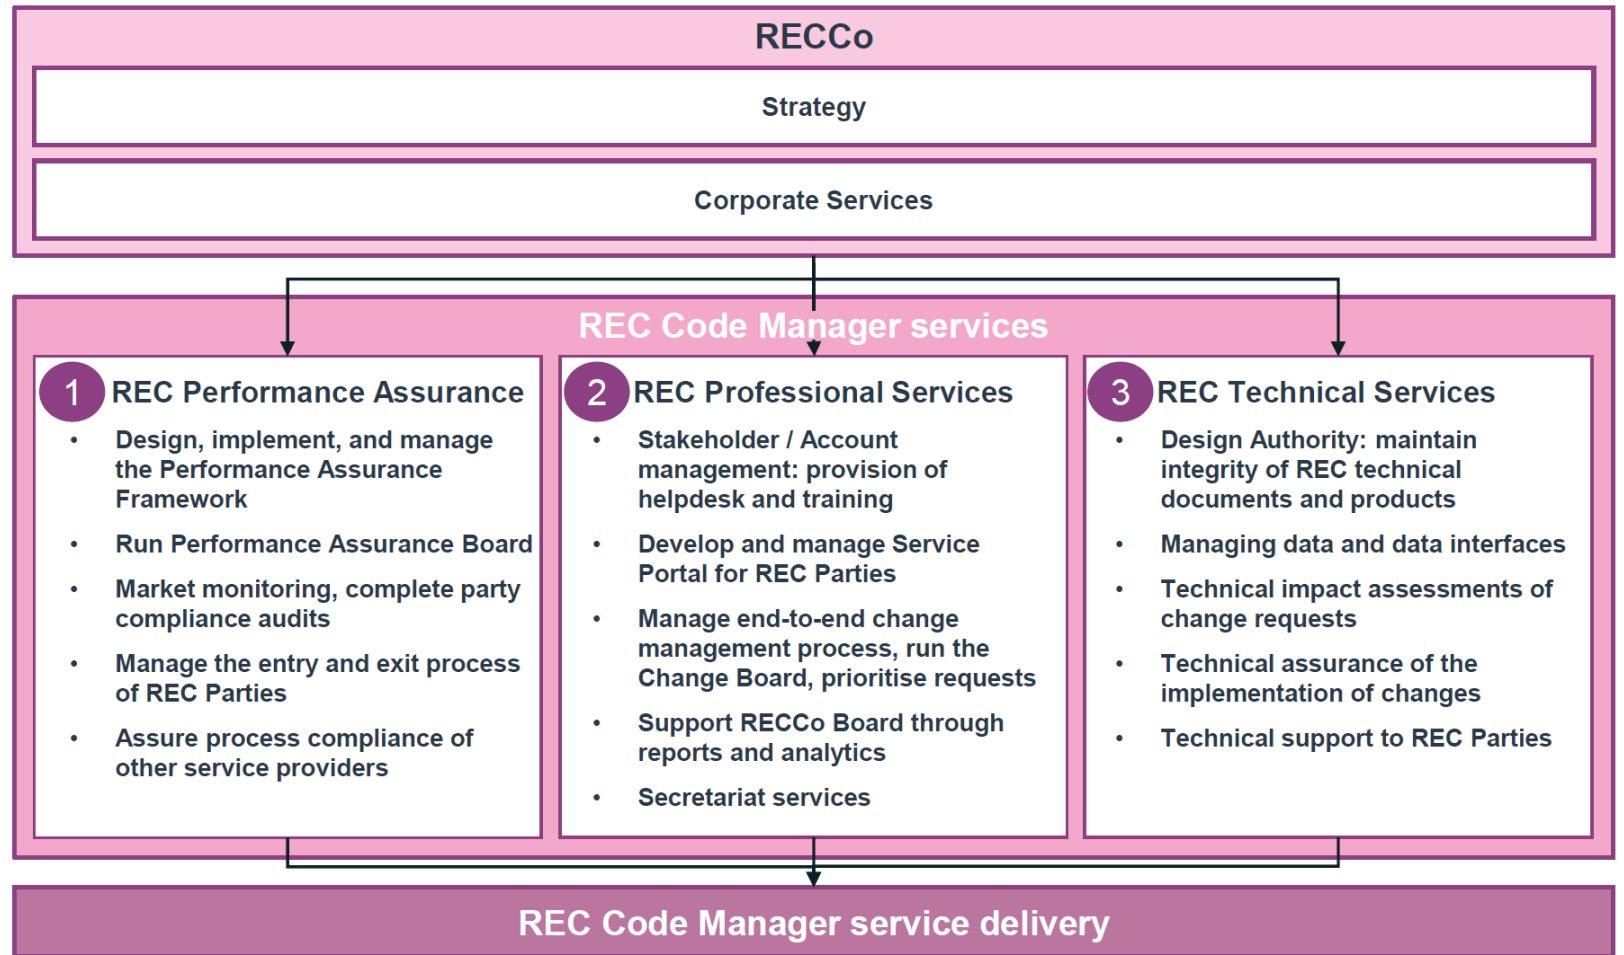 RECCo
Strategy
Corporate Services
REC Code Manager services
1 REC Performance Assurance
• Design, implement, and manage
the Performance Assurance
Framework
• Run Performance Assurance Board
• Market monitoring, complete party
compliance audits
• Manage the entry and exit process
of REC Parties
• Assure process compliance of
other service providers
2 REC Professional Services
• Stakeholder / Account
management: provision of
helpdesk and training
• Develop and manage Service
Portal for REC Parties
• Manage end-to-end change
management process, run the
Change Board, prioritise requests
• Support RECCo Board through
reports and analytics
• Secretariat services
3 REC Technical Services
• Design Authority: maintain
integrity of REC technical
documents and products
• Managing data and data interfaces
• Technical impact assessments of
change requests
• Technical assurance of the
implementation of changes
• Technical support to REC Parties
REC Code Manager service delivery